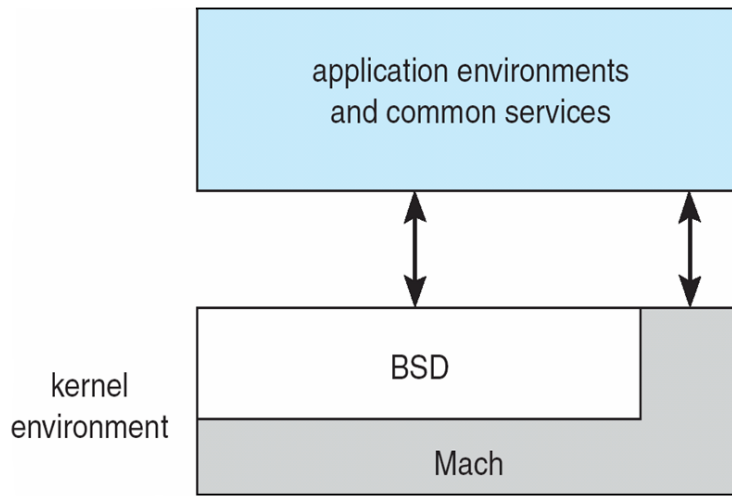 application environments
and common services
BSD
kernel
environment
Mach